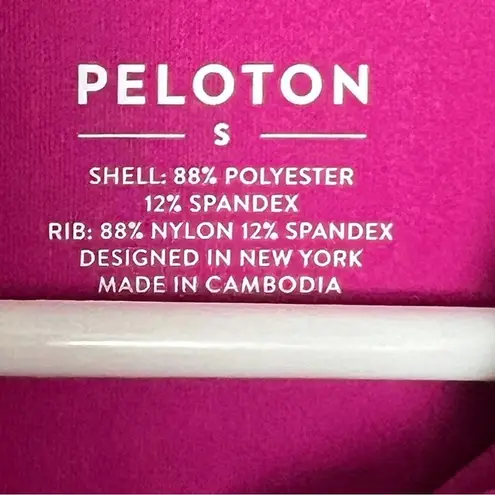 PELOTON
S
SHELL: 88% POLYESTER
12% SPANDEX
RIB: 88% NYLON 12% SPANDEX
DESIGNED IN NEW YORK
MADE IN CAMBODIA